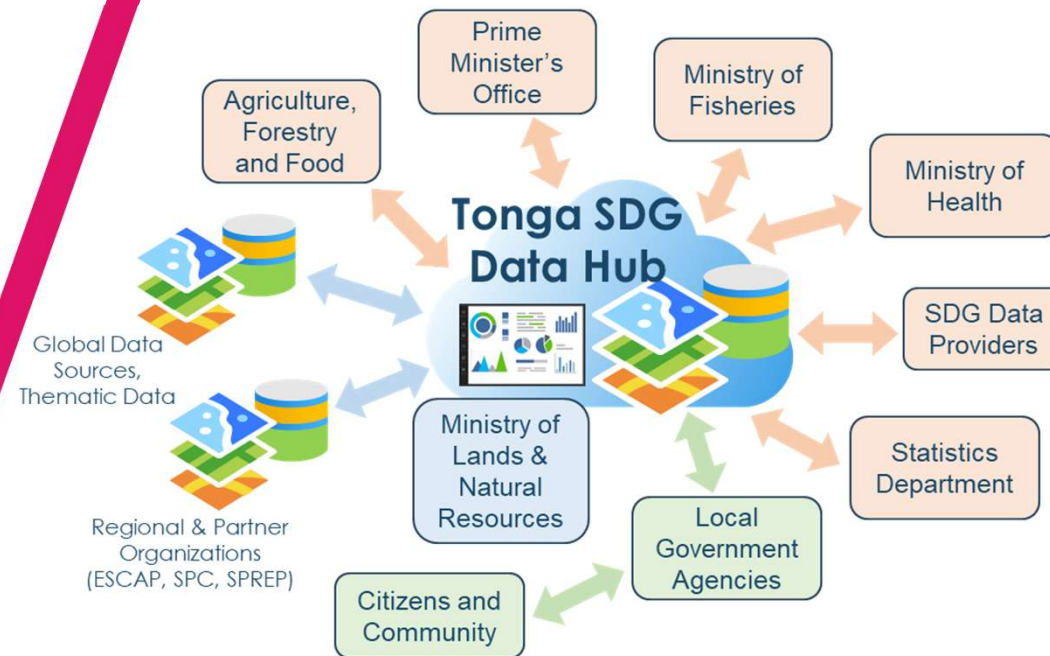 Prime
Minister's
Office
Ministry of
Fisheries
Agriculture,
Forestry
and Food
Ministry of
Health
Tonga SDG
Data Hub
SDG Data
Providers
Global Data
Sources,
Thematic Data
Ministry of
Lands &
Natural
Resources
Statistics
Department
Regional & Partner
Organizations
(ESCAP, SPC, SPREP)
Local
Government
Agencies
Citizens and
Community